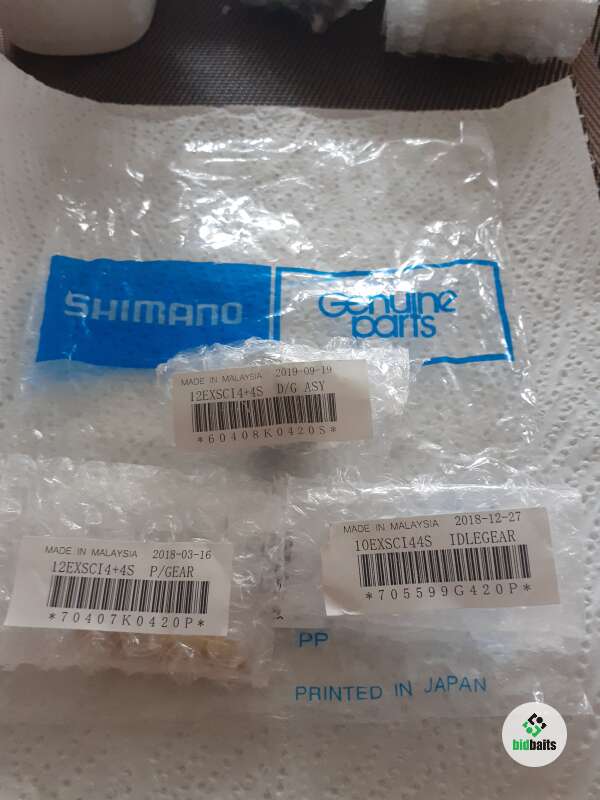 SHIMANO
Genuine
parts
MADE IN MALAYSIA 2019-09-19
12EXSCI4+4S D/G ASY
*60408K0420S*
MADE IN MALAYSIA 2018-03-16
12EXSCI4+4S P/GEAR
*70407K0420P*
MADE IN MALAYSIA 2018-12-27
10EXSCI44S IDLEGEAR
*705599G420P*
PP
PRINTED IN JAPAN
bidbaits